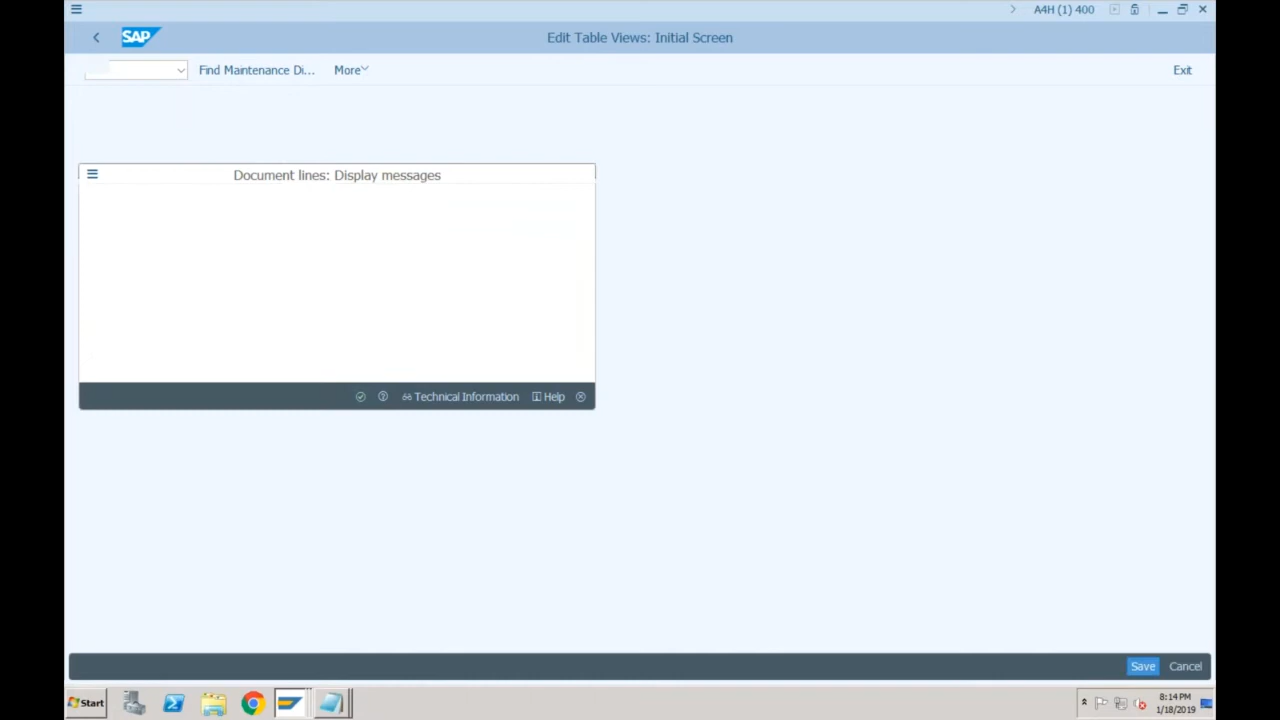 A4H (1) 400
SAP
Edit Table Views: Initial Screen
Find Maintenance Di...
More
Exit
Document lines: Display messages
Technical Information
Help
Save
Cancel
Start
8:14 PM
1/18/2019